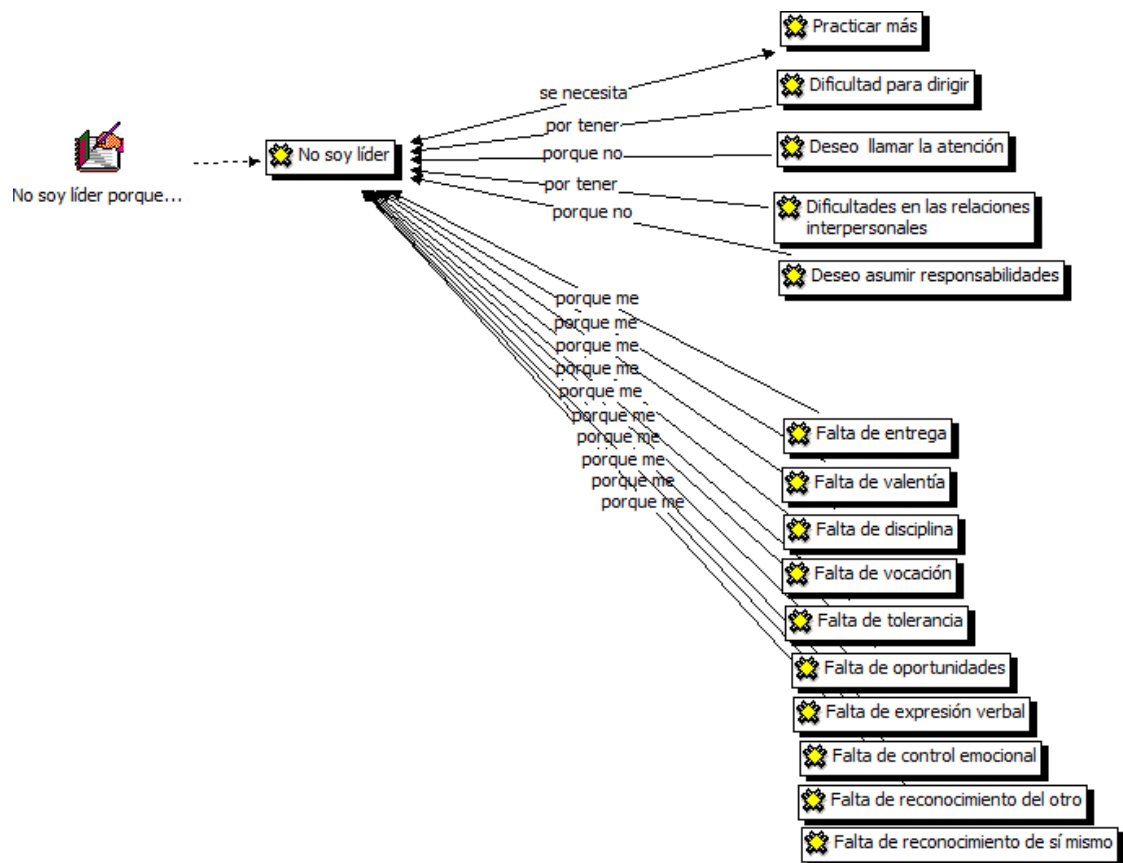 Practicar más
se necesita
Dificultad para dirigir
por tener
No soy líder
porque no
Deseo llamar la atención
No soy líder porque...
por tener
Dificultades en las relaciones
interpersonales
porque no
Deseo asumir responsabilidades
porque me
porque me
porque me
porque me
porque me
porque me
porque me
porque me
porque me
porque me
Falta de entrega
Falta de valentía
Falta de disciplina
Falta de vocación
Falta de tolerancia
Falta de oportunidades
Falta de expresión verbal
Falta de control emocional
Falta de reconocimiento del otro
Falta de reconocimiento de sí mismo